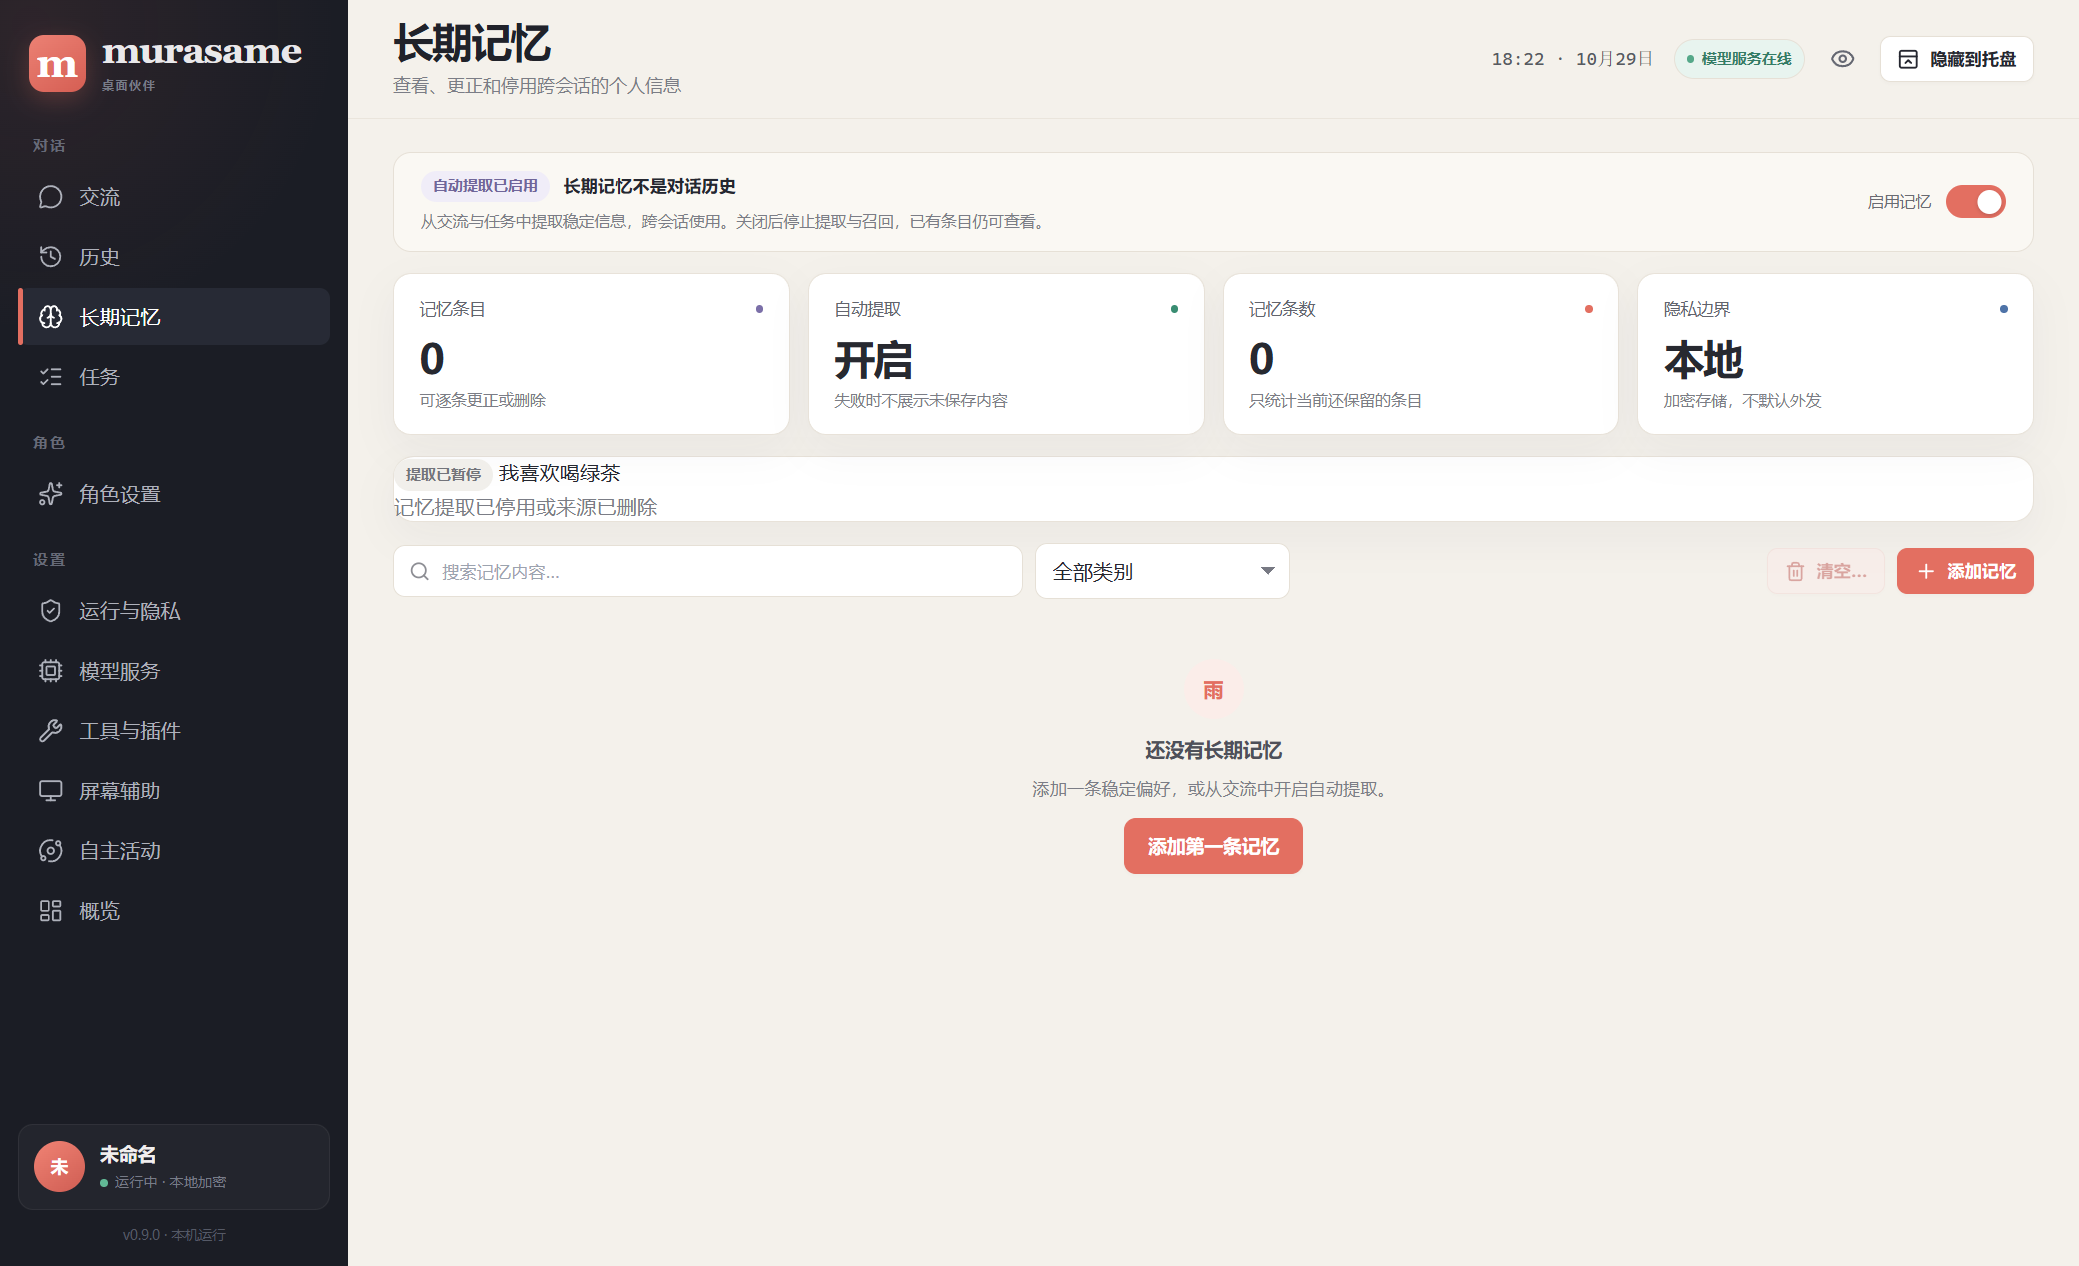 m
murasame
桌面伙伴
对话
交流
历史
长期记忆
任务
角色
角色设置
设置
运行与隐私
模型服务
工具与插件
屏幕辅助
自主活动
概览
未
未命名
运行中 · 本地加密
v0.9.0 · 本机运行
长期记忆
查看、更正和停用跨会话的个人信息
18:22 · 10月29日
模型服务在线
隐藏到托盘
自动提取已启用 长期记忆不是对话历史
从交流与任务中提取稳定信息，跨会话使用。关闭后停止提取与召回，已有条目仍可查看。
启用记忆
记忆条目
0
可逐条更正或删除
自动提取
开启
失败时不展示未保存内容
记忆条数
0
只统计当前还保留的条目
隐私边界
本地
加密存储，不默认外发
提取已暂停 我喜欢喝绿茶
记忆提取已停用或来源已删除
搜索记忆内容...
全部类别
清空...
添加记忆
雨
还没有长期记忆
添加一条稳定偏好，或从交流中开启自动提取。
添加第一条记忆